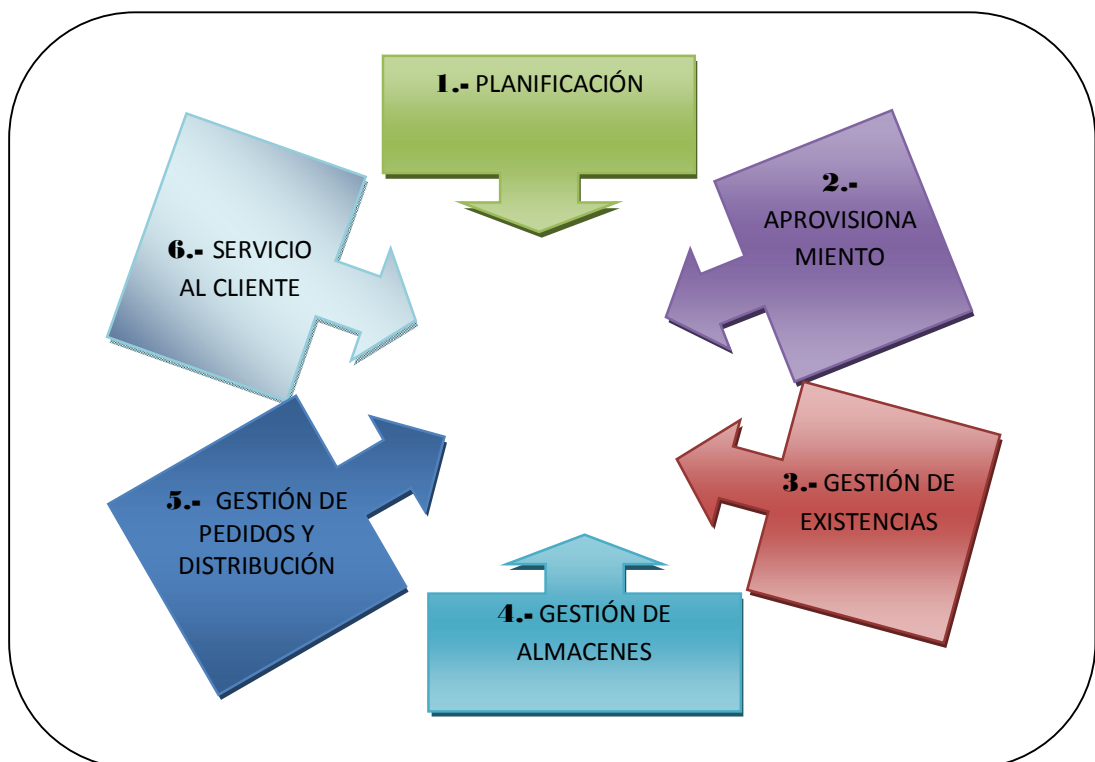 1.- PLANIFICACIÓN
2.-
APROVISIONA
MIENTO
3.- GESTIÓN DE
EXISTENCIAS
4.- GESTIÓN DE
ALMACENES
5.- GESTIÓN DE
PEDIDOS Y
DISTRIBUCIÓN
6.- SERVICIO
AL CLIENTE